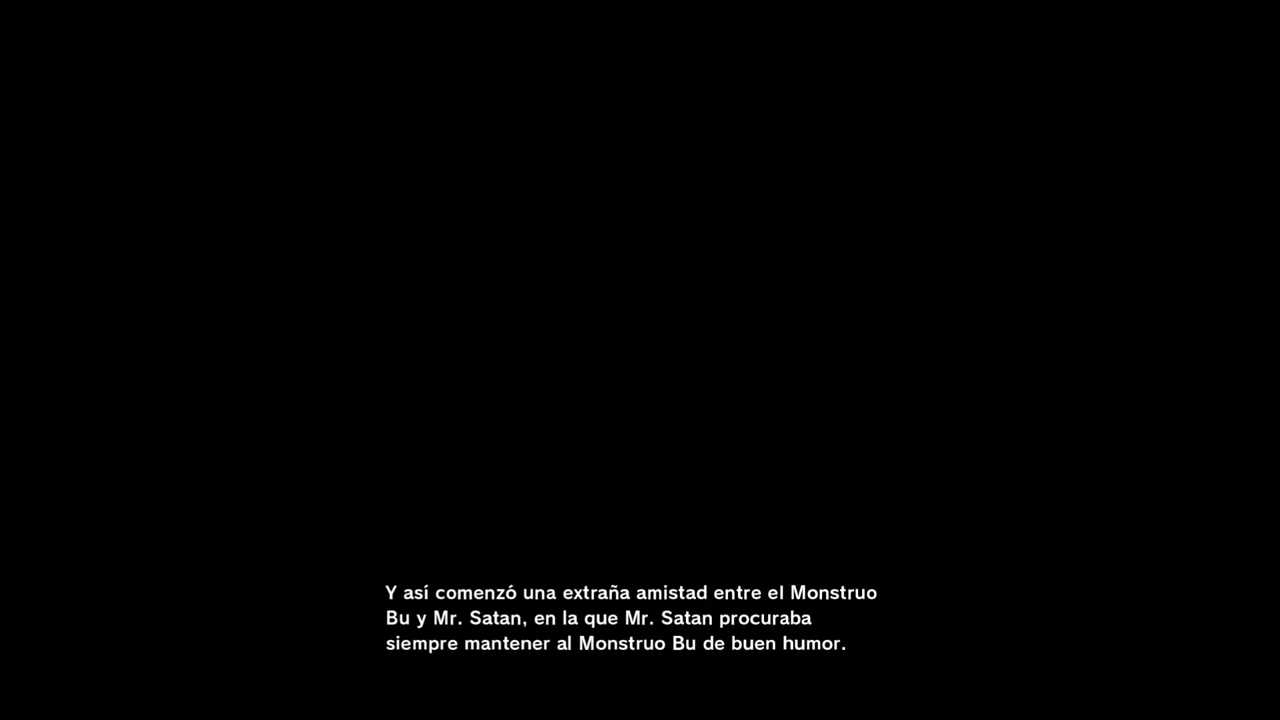 Y así comenzó una extraña amistad entre el Monstruo
Bu y Mr. Satan, en la que Mr. Satan procuraba
siempre mantener al Monstruo Bu de buen humor.